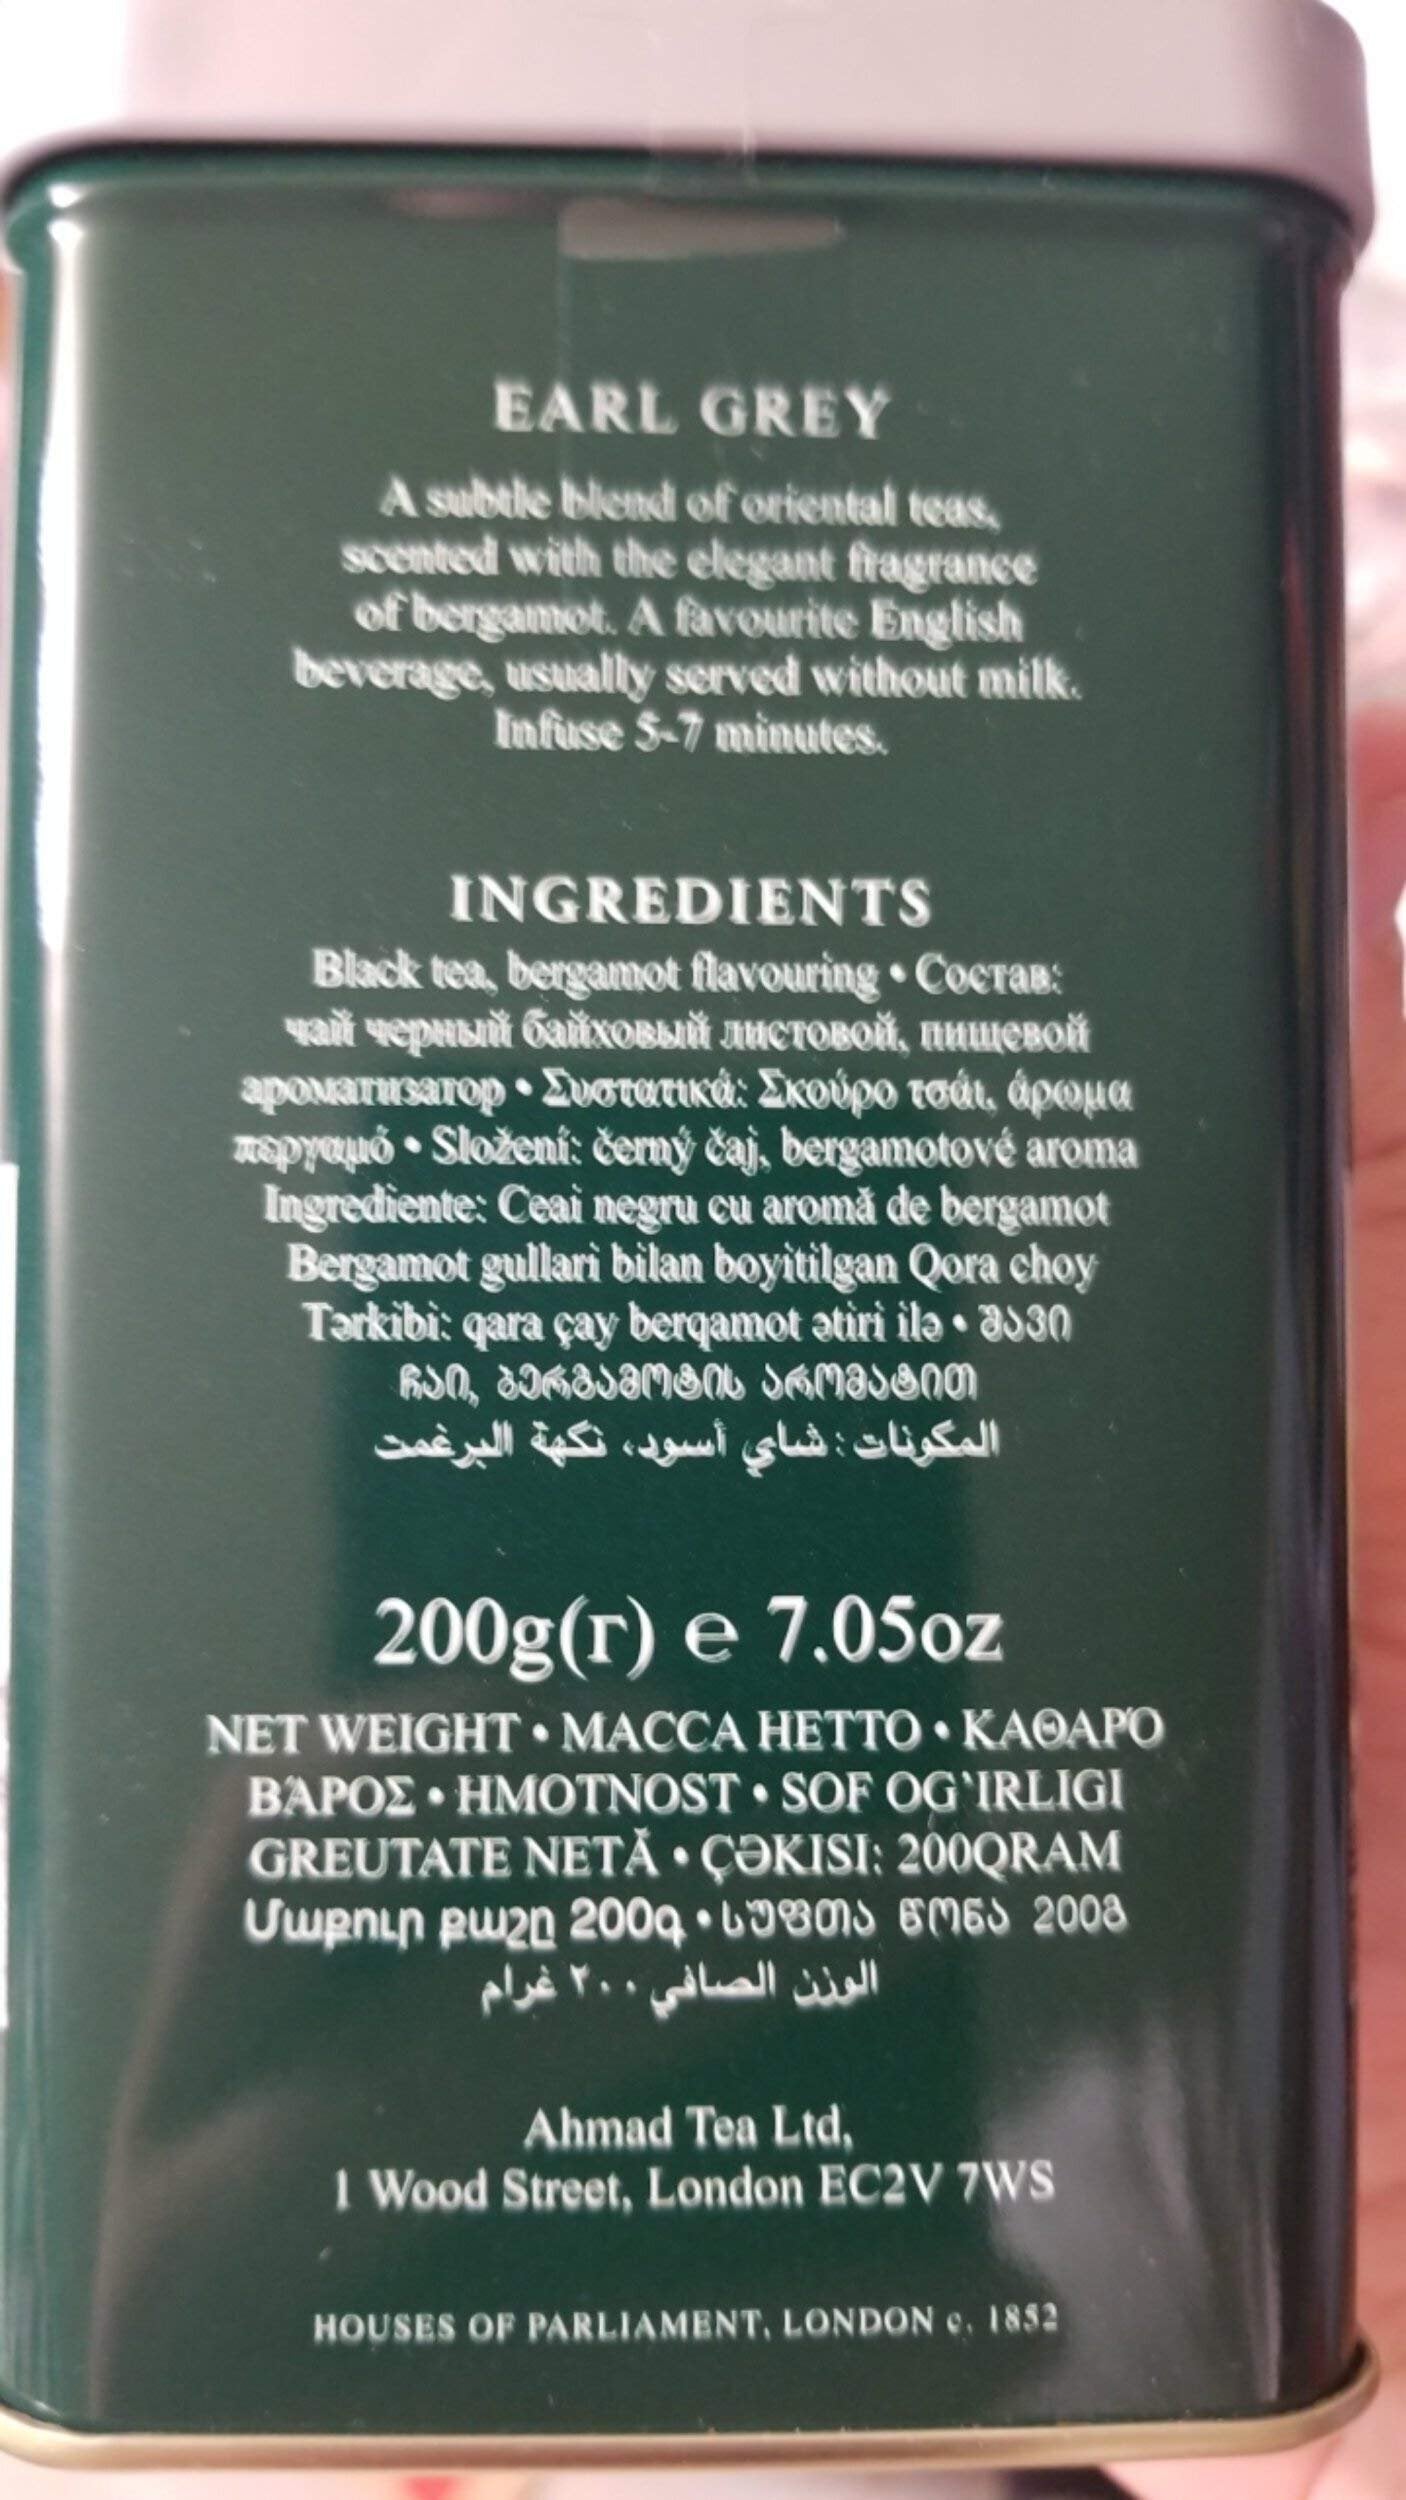 EARL GREY
A subtle blend of oriental teas,
scented with the elegant fragrance
of bergamot. A favourite English
beverage, usually served without milk.
Infuse 5-7 minutes.
INGREDIENTS
Black tea, bergamot flavouring • Состав:
чай черный байховый листовой, пищевой
ароматизатор • Συστατικά: Σκούρο τσάι, άρωμα
περγαμό • Složení: černý čaj, bergamotové aroma
Ingrediente: Ceai negru cu aromă de bergamot
Bergamot gullari bilan boyitilgan Qora choy
Tərkibi: qara çay berqamot ətiri ilə • შავი
ჩაი, ბერგამოტის არომატით
المكونات: شاي أسود، نكهة البرغمت
200g(г) ℮ 7.05oz
NET WEIGHT • МАССА НЕТТО • ΚΑΘΑΡΌ
ΒΆΡΟΣ • HMOTNOST • SOF OG'IRLIGI
GREUTATE NETĂ • ÇƏKISI: 200QRAM
Մաքուր քաշը 200գ • სუფთა წონა 200გ
الوزن الصافي ٢٠٠ غرام
Ahmad Tea Ltd,
1 Wood Street, London EC2V 7WS
HOUSES OF PARLIAMENT, LONDON c. 1852